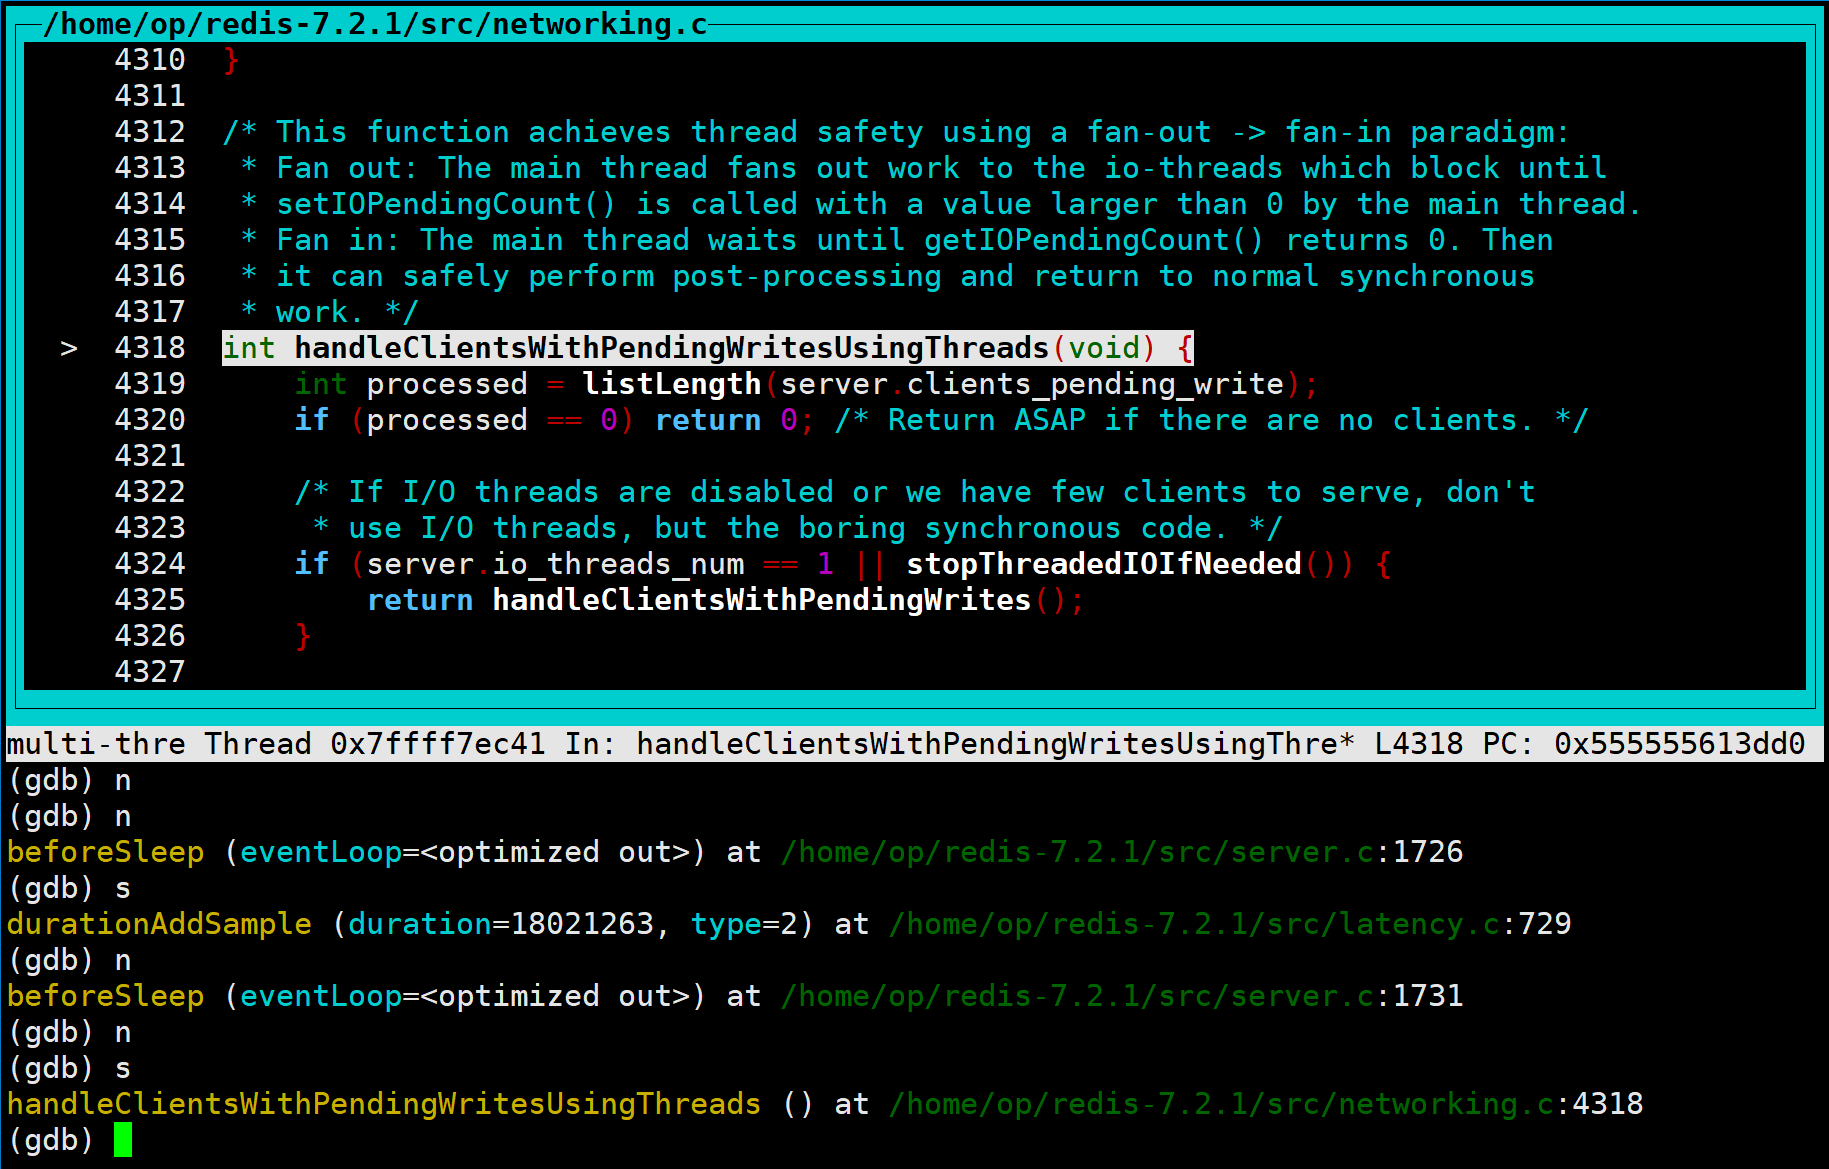 /home/op/redis-7.2.1/src/networking.c
4310  }
4311
4312  /* This function achieves thread safety using a fan-out -> fan-in paradigm:
4313   * Fan out: The main thread fans out work to the io-threads which block until
4314   * setIOPendingCount() is called with a value larger than 0 by the main thread.
4315   * Fan in: The main thread waits until getIOPendingCount() returns 0. Then
4316   * it can safely perform post-processing and return to normal synchronous
4317   * work. */
>  4318  int handleClientsWithPendingWritesUsingThreads(void) {
4319      int processed = listLength(server.clients_pending_write);
4320      if (processed == 0) return 0; /* Return ASAP if there are no clients. */
4321
4322      /* If I/O threads are disabled or we have few clients to serve, don't
4323       * use I/O threads, but the boring synchronous code. */
4324      if (server.io_threads_num == 1 || stopThreadedIOIfNeeded()) {
4325          return handleClientsWithPendingWrites();
4326      }
4327
multi-thre Thread 0x7ffff7ec41 In: handleClientsWithPendingWritesUsingThre* L4318 PC: 0x555555613dd0
(gdb) n
(gdb) n
beforeSleep (eventLoop=<optimized out>) at /home/op/redis-7.2.1/src/server.c:1726
(gdb) s
durationAddSample (duration=18021263, type=2) at /home/op/redis-7.2.1/src/latency.c:729
(gdb) n
beforeSleep (eventLoop=<optimized out>) at /home/op/redis-7.2.1/src/server.c:1731
(gdb) n
(gdb) s
handleClientsWithPendingWritesUsingThreads () at /home/op/redis-7.2.1/src/networking.c:4318
(gdb)